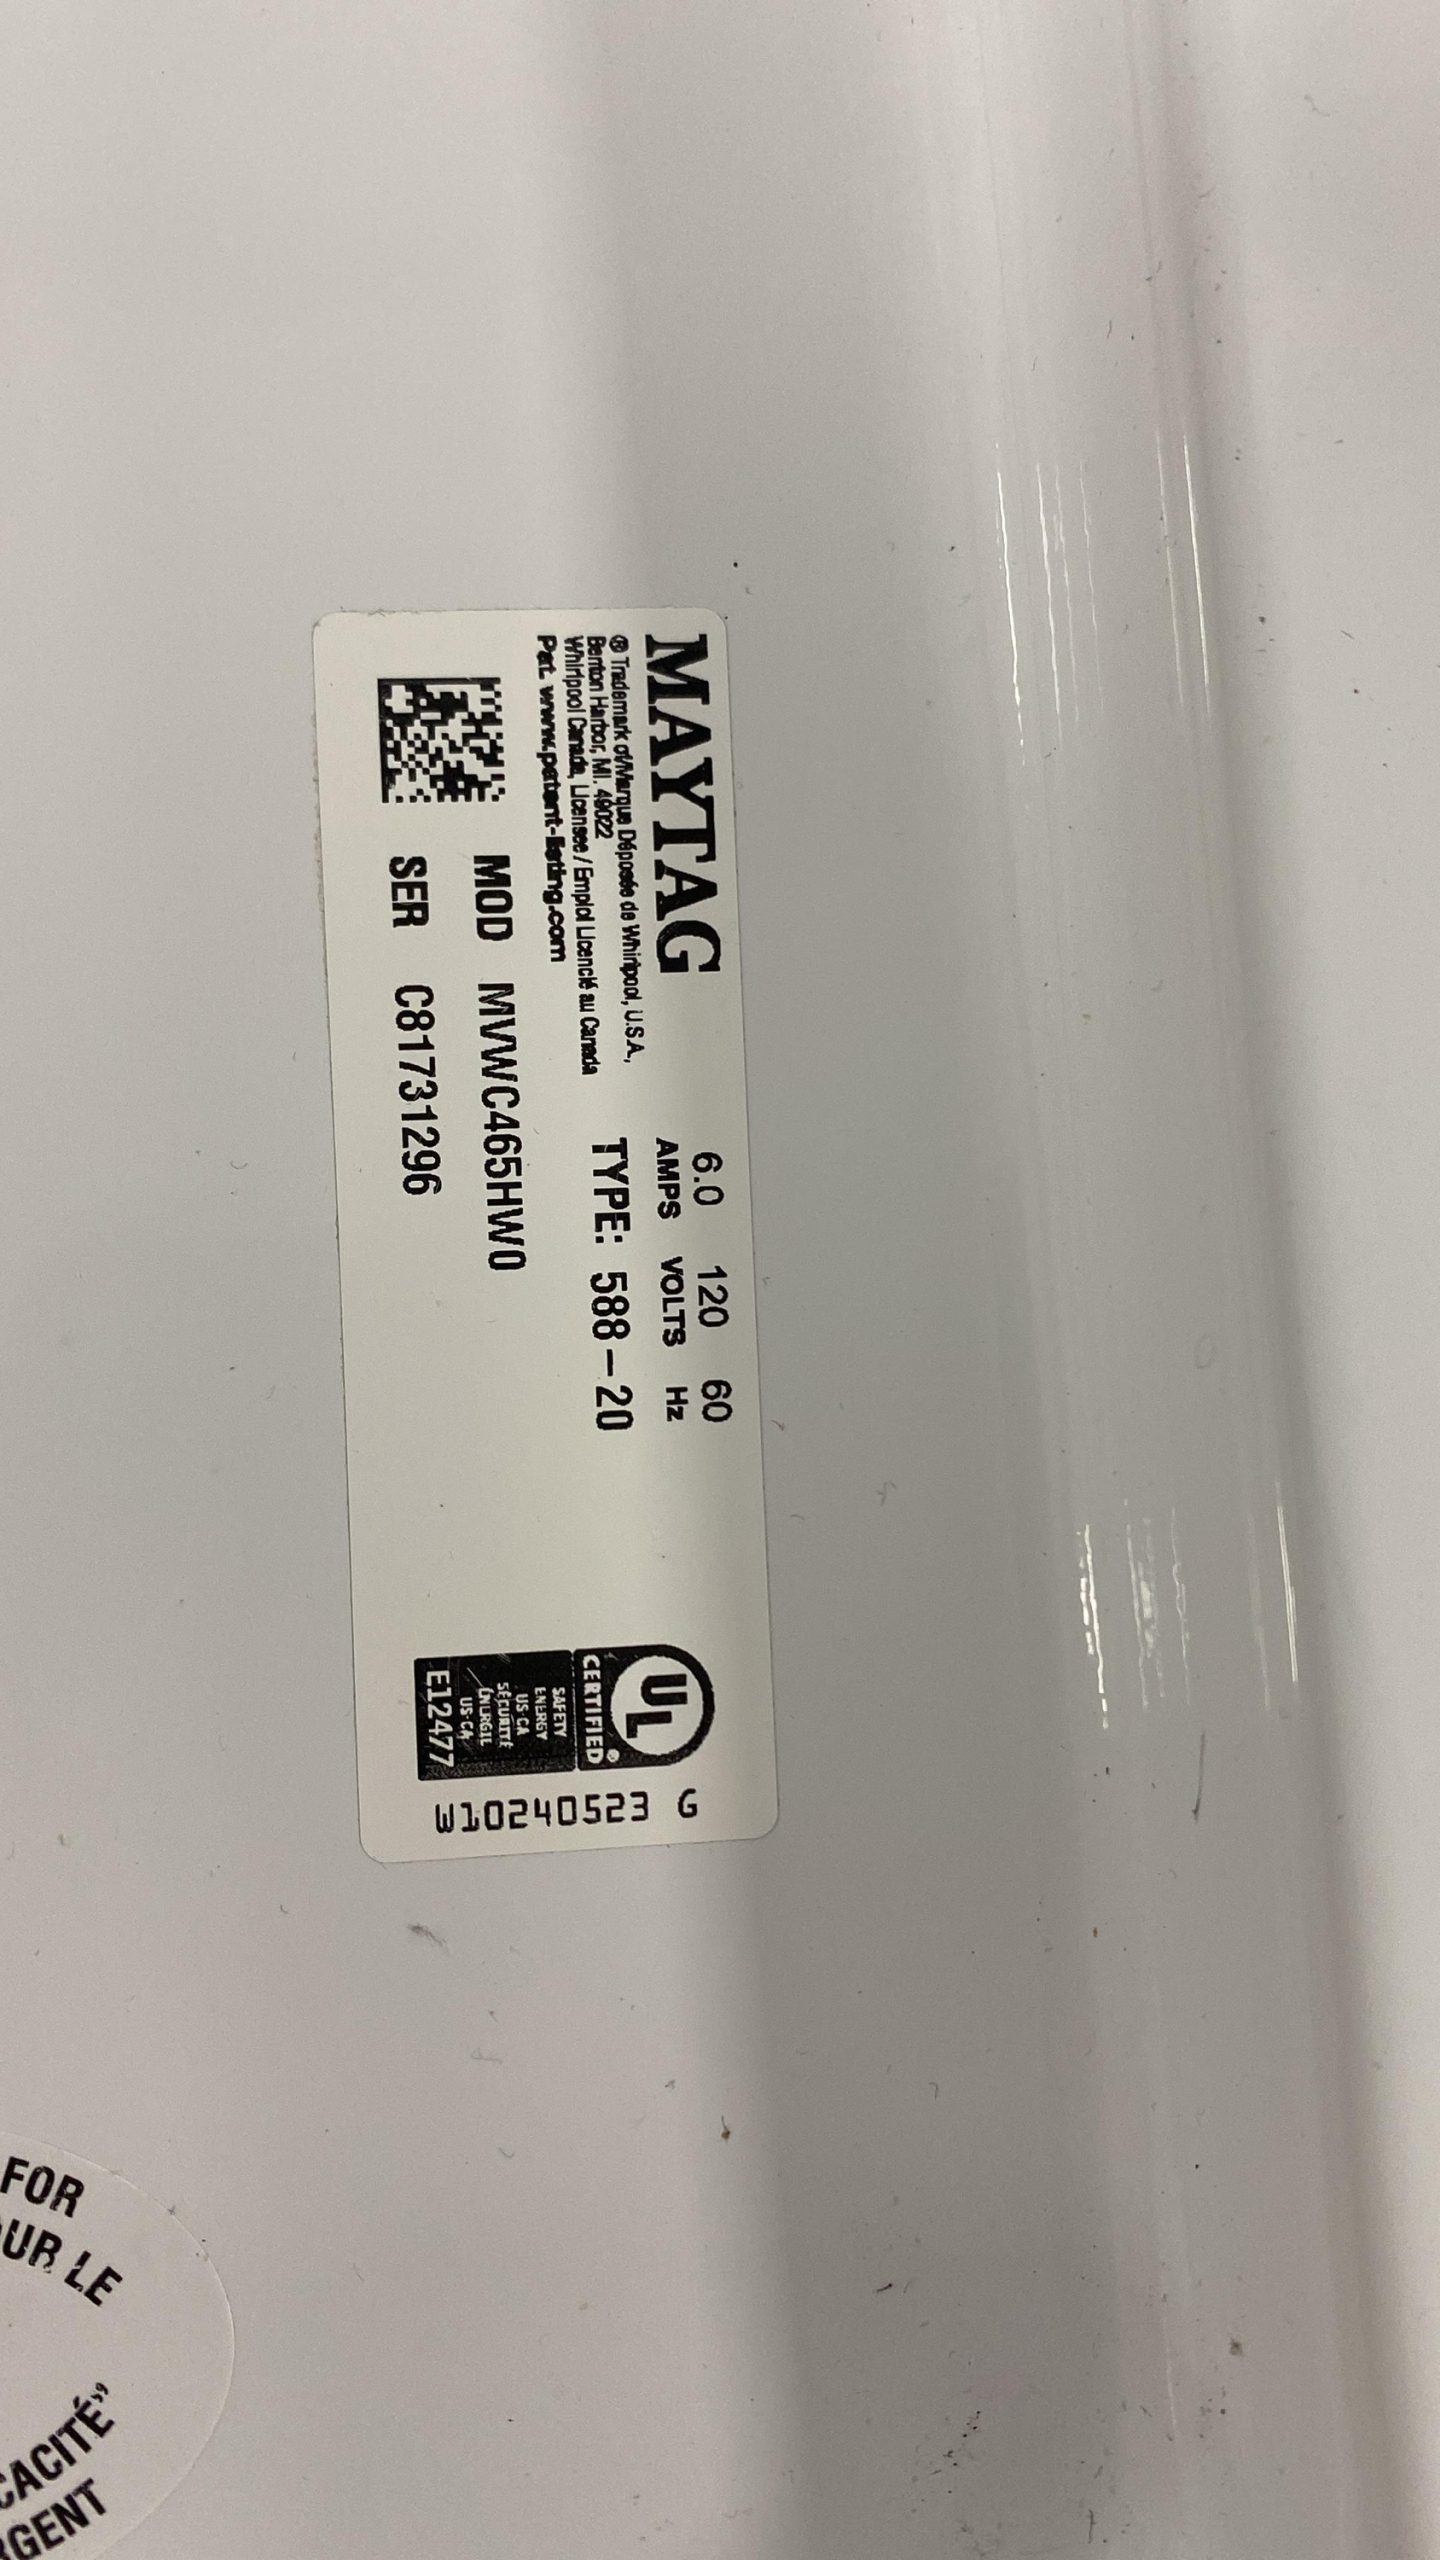 MAYTAG
® Trademark of/Marque Déposée de Whirlpool, U.S.A.,
Benton Harbor, MI. 49022
Whirlpool Canada, Licensee / Emploi Licencié au Canada
Pat. www.patent-listing.com
6.0 120 60
AMPS VOLTS Hz
TYPE: 588-20
MOD MVWC465HW0
SER C81731296
UL
CERTIFIED®
SAFETY
ENERGY
US-CA
SÉCURITÉ
ÉNERGIE
US-CA
E12477
W10240523 G
FOR
UR LE
CACITÉ”
RGENT